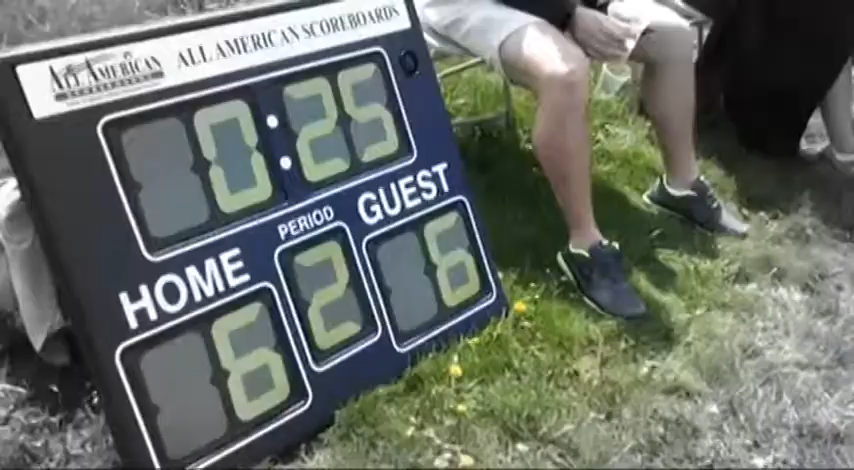 ALL AMERICAN ALL AMERICAN SCOREBOARDS
0:25
HOME PERIOD GUEST
6 2 6